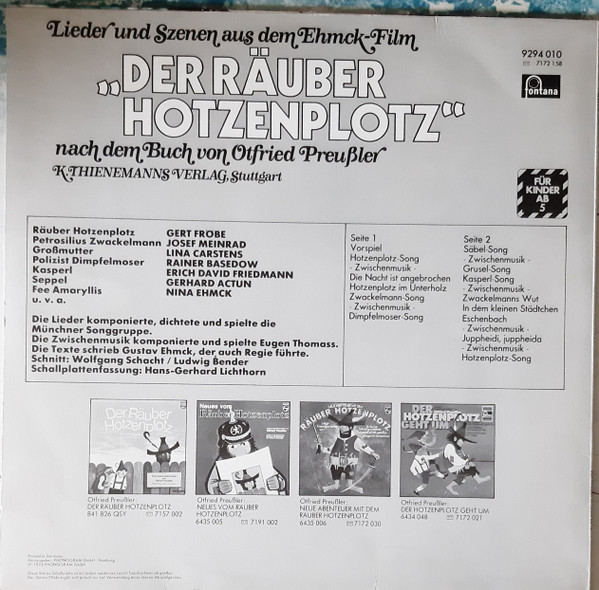 Lieder und Szenen aus dem Ehmck-Film
„DER RÄUBER
HOTZENPLOTZ“
nach dem Buch von Otfried Preußler
K. THIENEMANNS VERLAG, Stuttgart
9294 010
7172 158
fontana
FÜR
KINDER
AB
5
Räuber Hotzenplotz GERT FROBE
Petrosilius Zwackelmann JOSEF MEINRAD
Großmutter LINA CARSTENS
Polizist Dimpfelmoser RAINER BASEDOW
Kasperl ERICH DAVID FRIEDMANN
Seppel GERHARD ACTUN
Fee Amaryllis NINA EHMCK
u. v. a.
Die Lieder komponierte, dichtete und spielte die
Münchner Songgruppe.
Die Zwischenmusik komponierte und spielte Eugen Thomass.
Die Texte schrieb Gustav Ehmck, der auch Regie führte.
Schnitt: Wolfgang Schacht / Ludwig Bender
Schallplattenfassung: Hans-Gerhard Lichthorn
Seite 1
Vorspiel
Hotzenplotz-Song
- Zwischenmusik -
Die Nacht ist angebrochen
Hotzenplotz im Unterholz
Zwackelmann-Song
- Zwischenmusik -
Dimpfelmoser-Song
Seite 2
Säbel-Song
- Zwischenmusik -
Grusel-Song
Kasperl-Song
- Zwischenmusik -
Zwackelmanns Wut
In dem kleinen Städtchen
Eschenbach
- Zwischenmusik -
Juppheidi, juppheida
- Zwischenmusik -
Hotzenplotz-Song
Der Räuber
Hotzenplotz
Neues vom
Räuber Hotzenplotz
RÄUBER HOTZENPLOTZ
DER
HOTZENPLOTZ
GEHT UM
Otfried Preußler:
DER RÄUBER HOTZENPLOTZ
841 826 QSY 7157 002
Otfried Preußler:
NEUES VOM RÄUBER
HOTZENPLOTZ
6435 005 7191 002
Otfried Preußler:
NEUE ABENTEUER MIT DEM
RÄUBER HOTZENPLOTZ
6435 006 7172 030
Otfried Preußler:
DER HOTZENPLOTZ GEHT UM
6434 048 7172 021